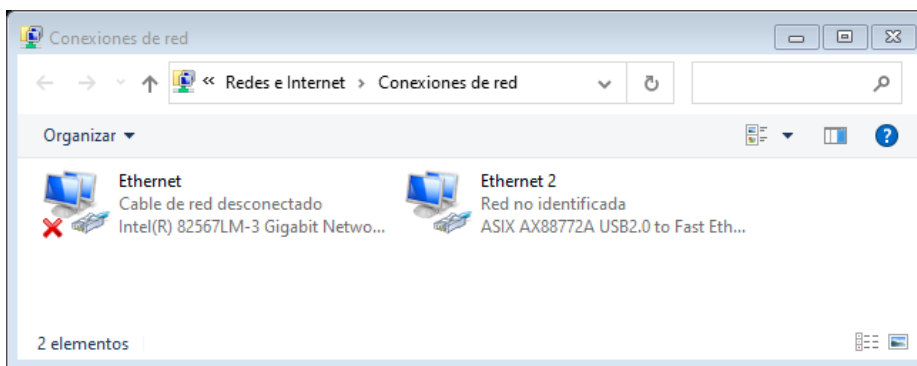 Conexiones de red
« Redes e Internet > Conexiones de red
Organizar
Ethernet
Cable de red desconectado
Intel(R) 82567LM-3 Gigabit Netwo...
Ethernet 2
Red no identificada
ASIX AX88772A USB2.0 to Fast Eth...
2 elementos